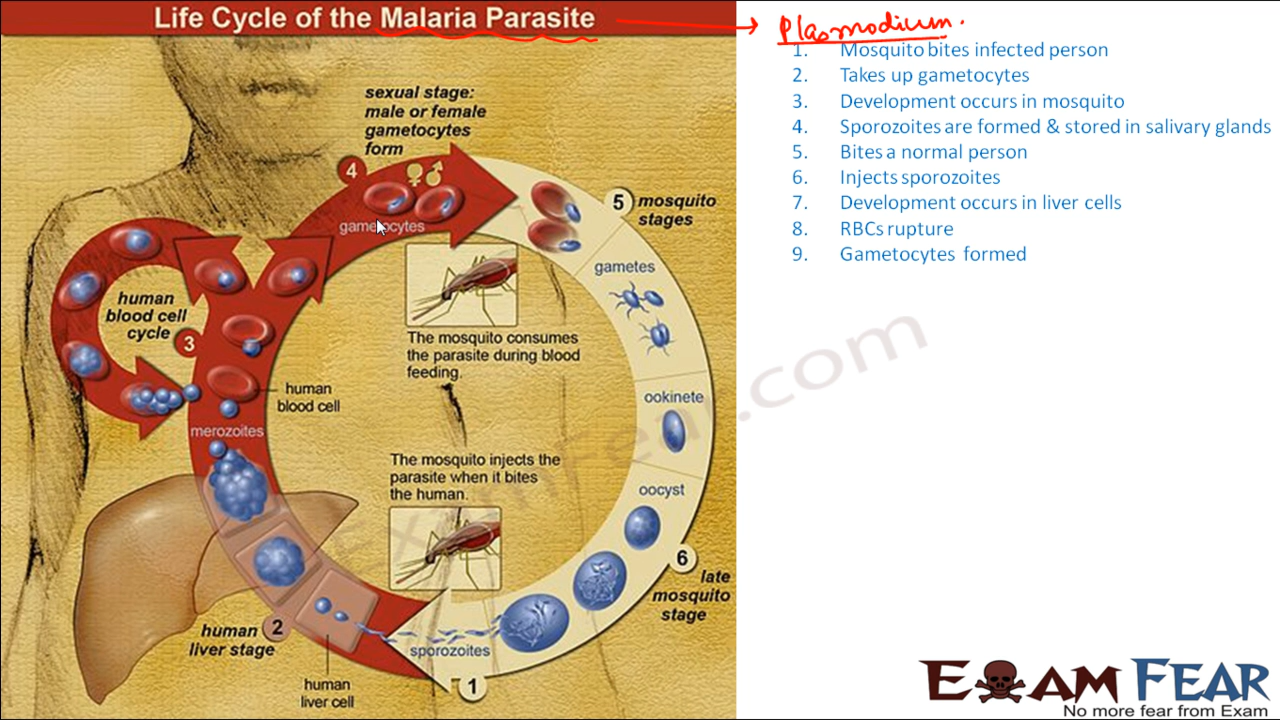 Life Cycle of the Malaria Parasite
Plasmodium.
1. Mosquito bites infected person
2. Takes up gametocytes
3. Development occurs in mosquito
4. Sporozoites are formed & stored in salivary glands
5. Bites a normal person
6. Injects sporozoites
7. Development occurs in liver cells
8. RBCs rupture
9. Gametocytes formed
sexual stage:
male or female
gametocytes
form
4
♀♂
gametocytes
5
mosquito
stages
gametes
human
blood cell
cycle
3
The mosquito consumes
the parasite during blood
feeding.
human
blood cell
ookinete
merozoites
The mosquito injects the
parasite when it bites
the human.
oocyst
6
late
mosquito
stage
human
liver stage
2
sporozoites
1
human
liver cell
ExamFear.com
EXAM FEAR
No more fear from Exam